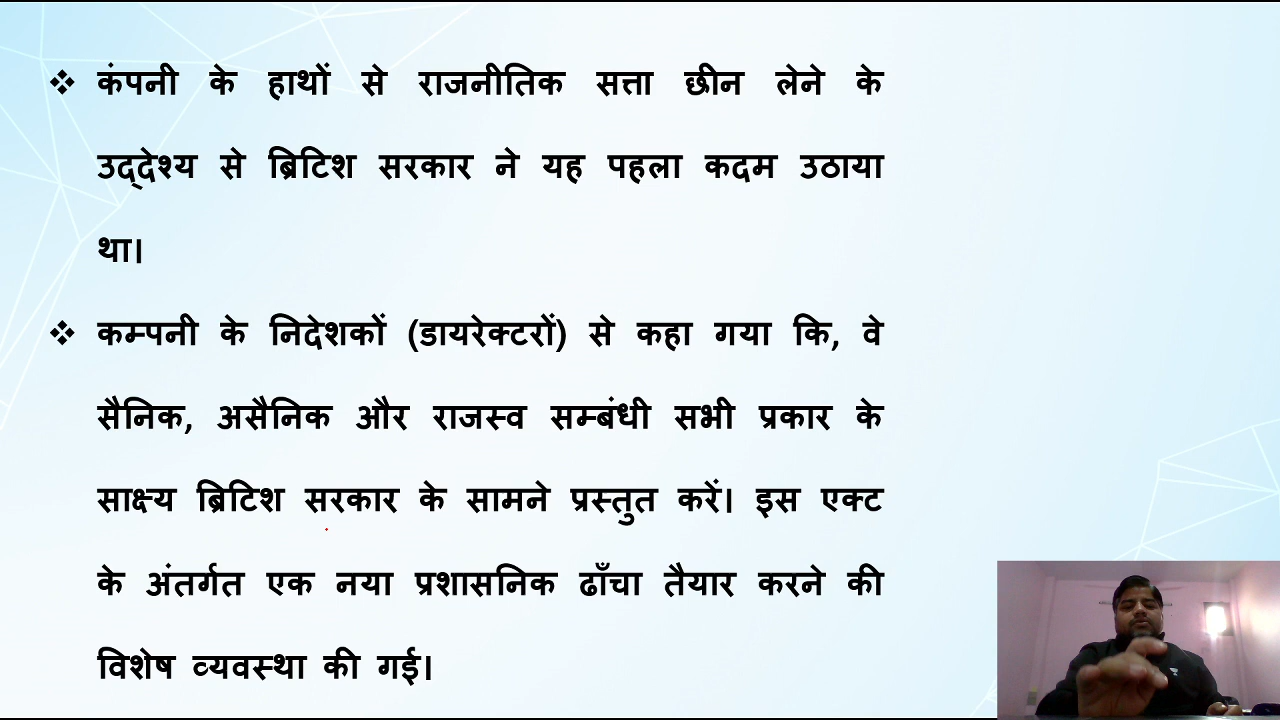 ❖ कंपनी के हाथों से राजनीतिक सत्ता छीन लेने के
उद्देश्य से ब्रिटिश सरकार ने यह पहला कदम उठाया
था।
❖ कम्पनी के निदेशकों (डायरेक्टरों) से कहा गया कि, वे
सैनिक, असैनिक और राजस्व सम्बंधी सभी प्रकार के
साक्ष्य ब्रिटिश सरकार के सामने प्रस्तुत करें। इस एक्ट
के अंतर्गत एक नया प्रशासनिक ढाँचा तैयार करने की
विशेष व्यवस्था की गई।